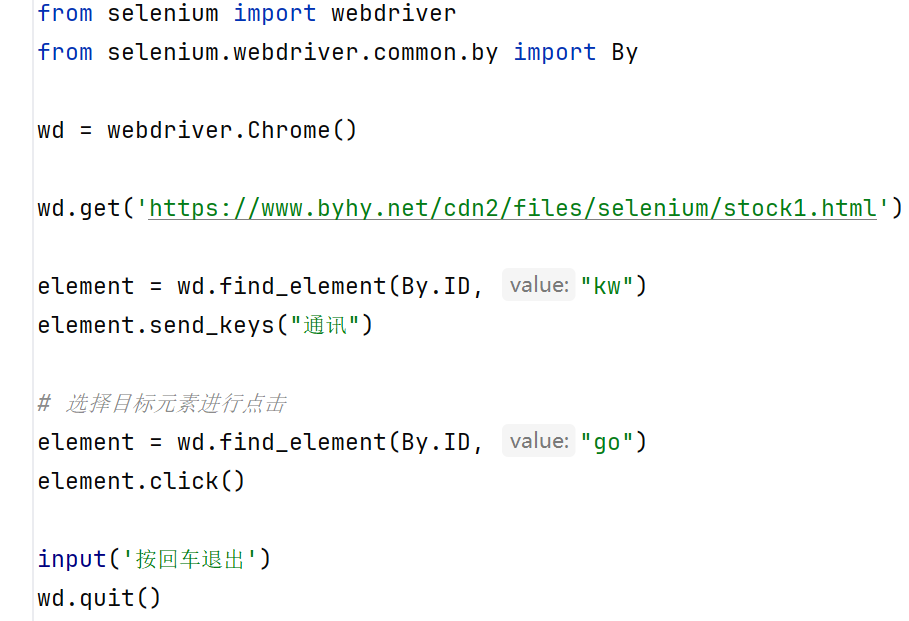 from selenium import webdriver
from selenium.webdriver.common.by import By
wd = webdriver.Chrome()
wd.get('https://www.byhy.net/cdn2/files/selenium/stock1.html')
element = wd.find_element(By.ID, value: "kw")
element.send_keys("通讯")
# 选择目标元素进行点击
element = wd.find_element(By.ID, value: "go")
element.click()
input('按回车退出')
wd.quit()